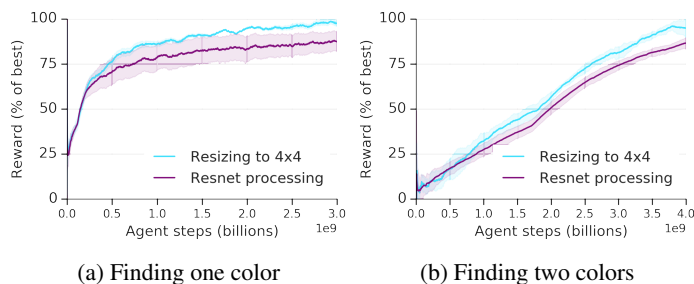 100
75
50
25
0
Reward (% of best)
Resizing to 4x4
Resnet processing
0.0 0.5 1.0 1.5 2.0 2.5 3.0
Agent steps (billions) 1e9
(a) Finding one color
100
75
50
25
0
Reward (% of best)
Resizing to 4x4
Resnet processing
0.0 0.5 1.0 1.5 2.0 2.5 3.0 3.5 4.0
Agent steps (billions) 1e9
(b) Finding two colors